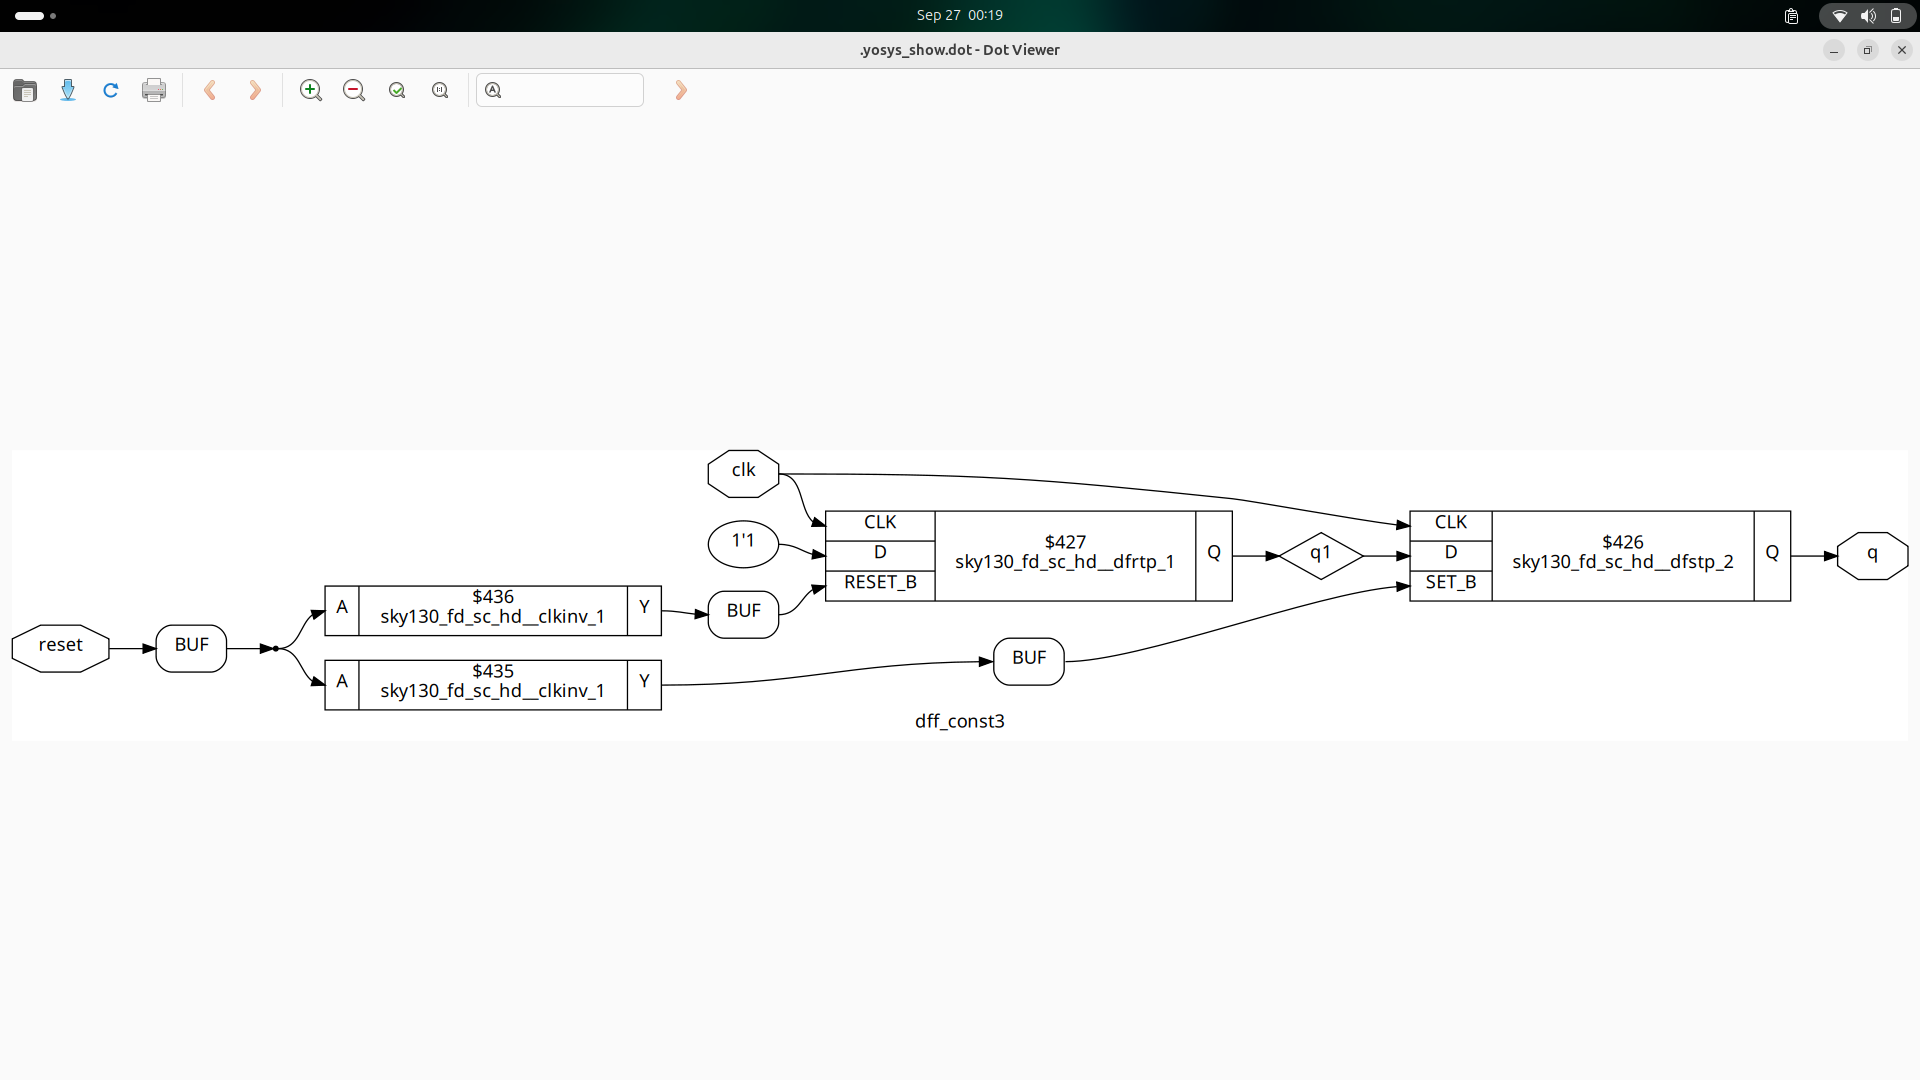 Sep 27 00:19
.yosys_show.dot - Dot Viewer
clk
1'1
CLK
D
RESET_B
$427
sky130_fd_sc_hd__dfrtp_1
Q
q1
CLK
D
SET_B
$426
sky130_fd_sc_hd__dfstp_2
Q
q
reset
BUF
A
$436
sky130_fd_sc_hd__clkinv_1
Y
BUF
A
$435
sky130_fd_sc_hd__clkinv_1
Y
BUF
dff_const3